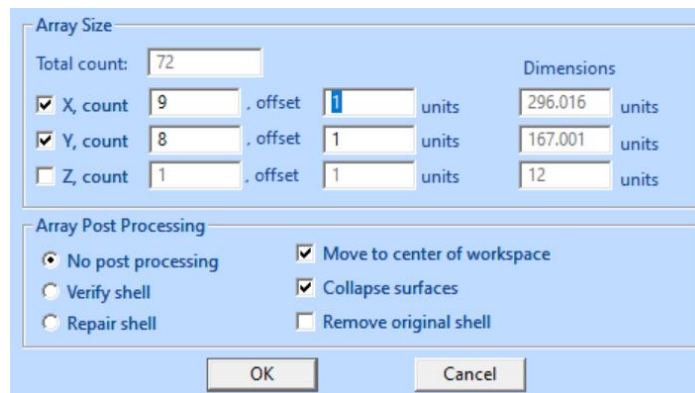 Array Size
Total count: 72 Dimensions
X, count 9 , offset 1 units 296.016 units
Y, count 8 , offset 1 units 167.001 units
Z, count 1 , offset 1 units 12 units
Array Post Processing
No post processing Move to center of workspace
Verify shell Collapse surfaces
Repair shell Remove original shell
OK Cancel